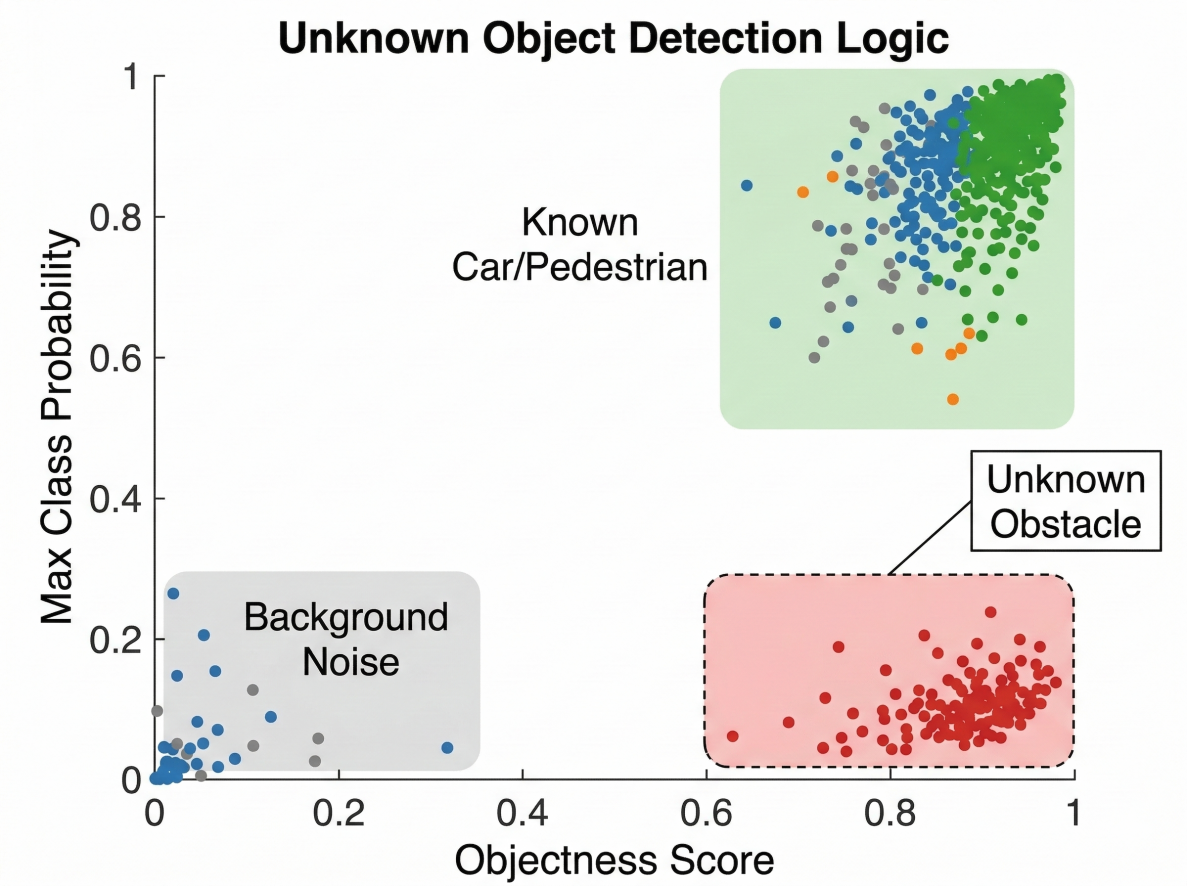 Unknown Object Detection Logic
1
0.8
0.6
0.4
0.2
0
Max Class Probability
Known
Car/Pedestrian
Unknown
Obstacle
Background
Noise
0
0.2
0.4
0.6
0.8
1
Objectness Score